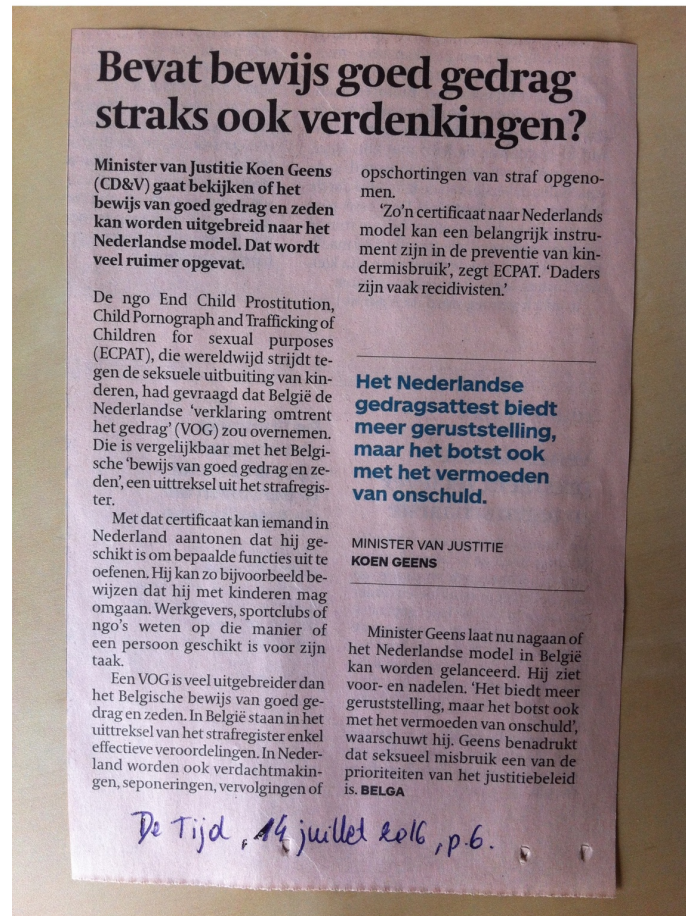 Bevat bewijs goed gedrag
straks ook verdenkingen?
Minister van Justitie Koen Geens
(CD&V) gaat bekijken of het
bewijs van goed gedrag en zeden
kan worden uitgebreid naar het
Nederlandse model. Dat wordt
veel ruimer opgevat.
De ngo End Child Prostitution,
Child Pornograph and Trafficking of
Children for sexual purposes
(ECPAT), die wereldwijd strijdt te-
gen de seksuele uitbuiting van kin-
deren, had gevraagd dat België de
Nederlandse ‘verklaring omtrent
het gedrag’ (VOG) zou overnemen.
Die is vergelijkbaar met het Belgi-
sche ‘bewijs van goed gedrag en ze-
den’, een uittreksel uit het strafregis-
ter.
Met dat certificaat kan iemand in
Nederland aantonen dat hij ge-
schikt is om bepaalde functies uit te
oefenen. Hij kan zo bijvoorbeeld be-
wijzen dat hij met kinderen mag
omgaan. Werkgevers, sportclubs of
ngo’s weten op die manier of
een persoon geschikt is voor zijn
taak.
Een VOG is veel uitgebreider dan
het Belgische bewijs van goed ge-
drag en zeden. In België staan in het
uittreksel van het strafregister enkel
effectieve veroordelingen. In Neder-
land worden ook verdachtmakin-
gen, seponeringen, vervolgingen of
opschortingen van straf opgeno-
men.
‘Zo’n certificaat naar Nederlands
model kan een belangrijk instru-
ment zijn in de preventie van kin-
dermisbruik’, zegt ECPAT. ‘Daders
zijn vaak recidivisten.’
Het Nederlandse
gedragsattest biedt
meer geruststelling,
maar het botst ook
met het vermoeden
van onschuld.
MINISTER VAN JUSTITIE
KOEN GEENS
Minister Geens laat nu nagaan of
het Nederlandse model in België
kan worden gelanceerd. Hij ziet
voor- en nadelen. ‘Het biedt meer
geruststelling, maar het botst ook
met het vermoeden van onschuld’,
waarschuwt hij. Geens benadrukt
dat seksueel misbruik een van de
prioriteiten van het justitiebeleid
is. BELGA
De Tijd, 14 juillet 2016, p.6.